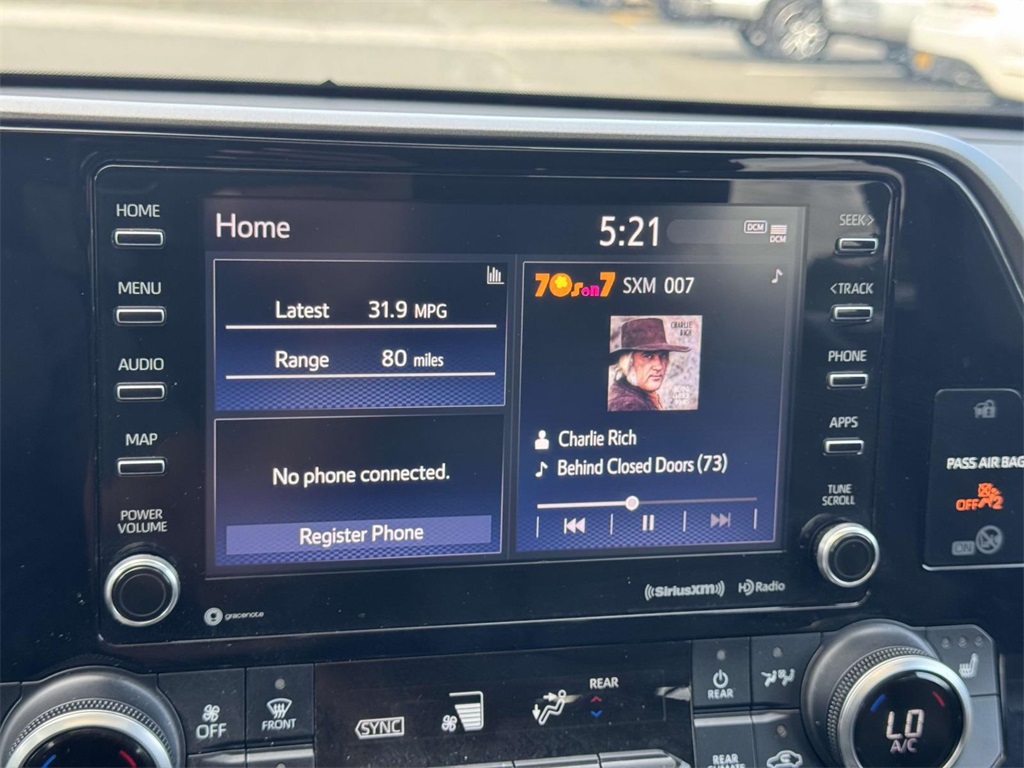 HOME
MENU
AUDIO
MAP
POWER
VOLUME
Home
5:21
DCM
DCM
Latest 31.9 MPG
Range 80 miles
No phone connected.
Register Phone
70s on 7 SXM 007
CHARLIE
RICH
Charlie Rich
Behind Closed Doors (73)
SEEK>
<TRACK
PHONE
APPS
TUNE
SCROLL
gracenote
((SiriusXM))
HD Radio
PASS AIR BAG
OFF 2
ON
OFF
FRONT
SYNC
REAR
REAR
REAR
CLIMATE
LO
A/C